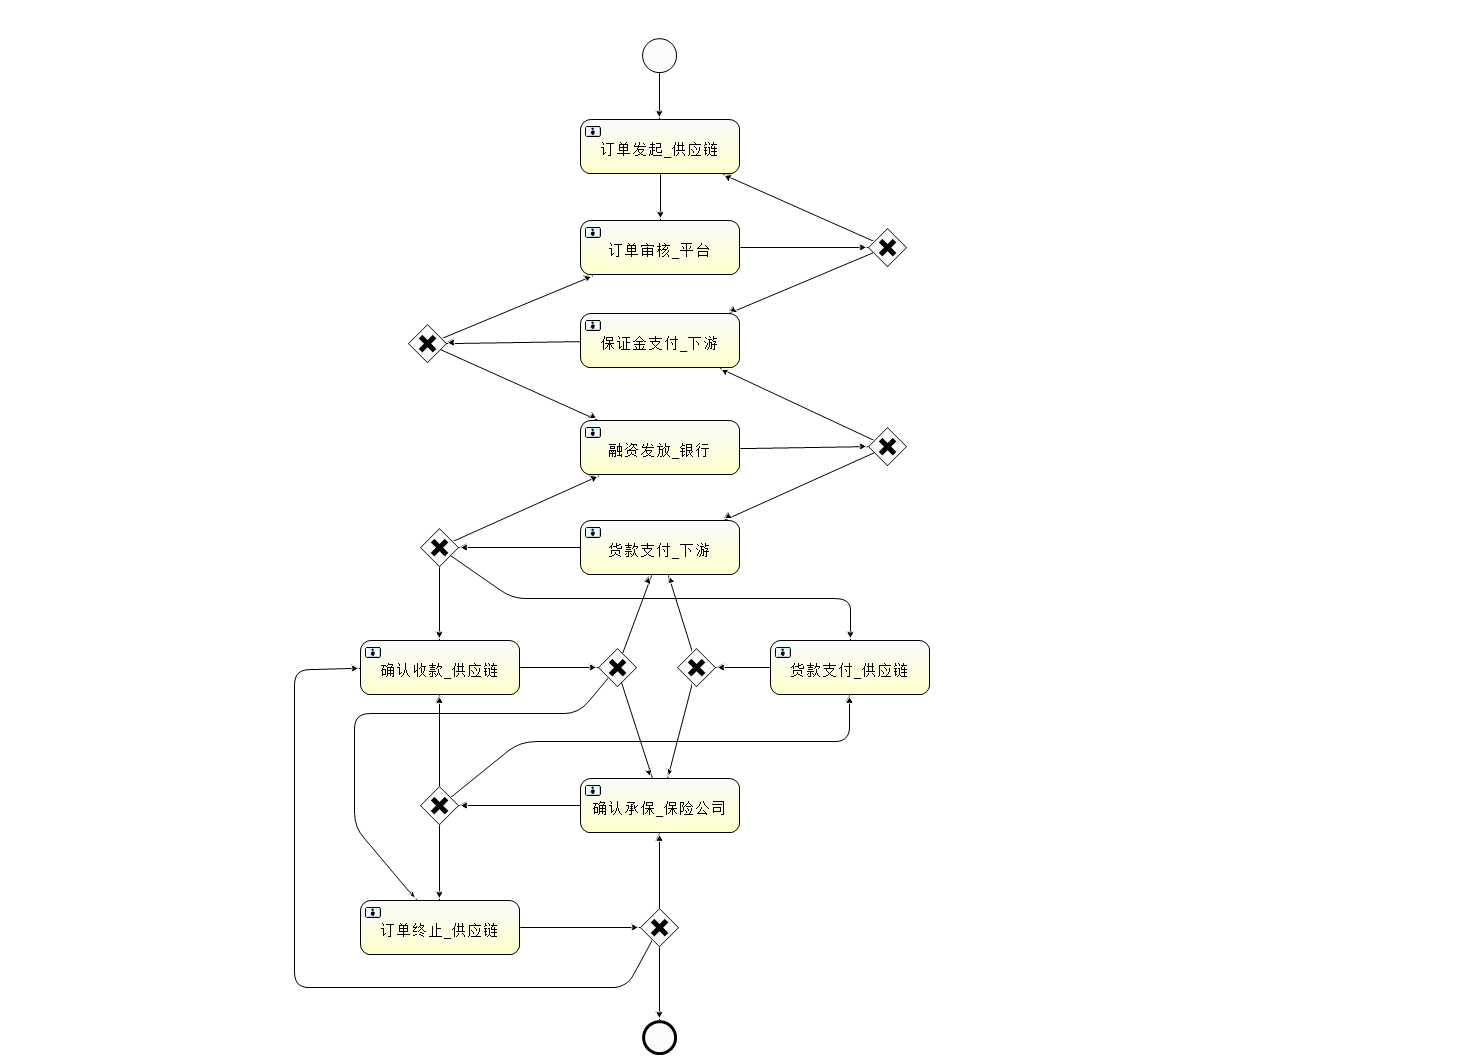 订单发起_供应链
订单审核_平台
保证金支付_下游
融资发放_银行
货款支付_下游
确认收款_供应链
货款支付_供应链
确认承保_保险公司
订单终止_供应链